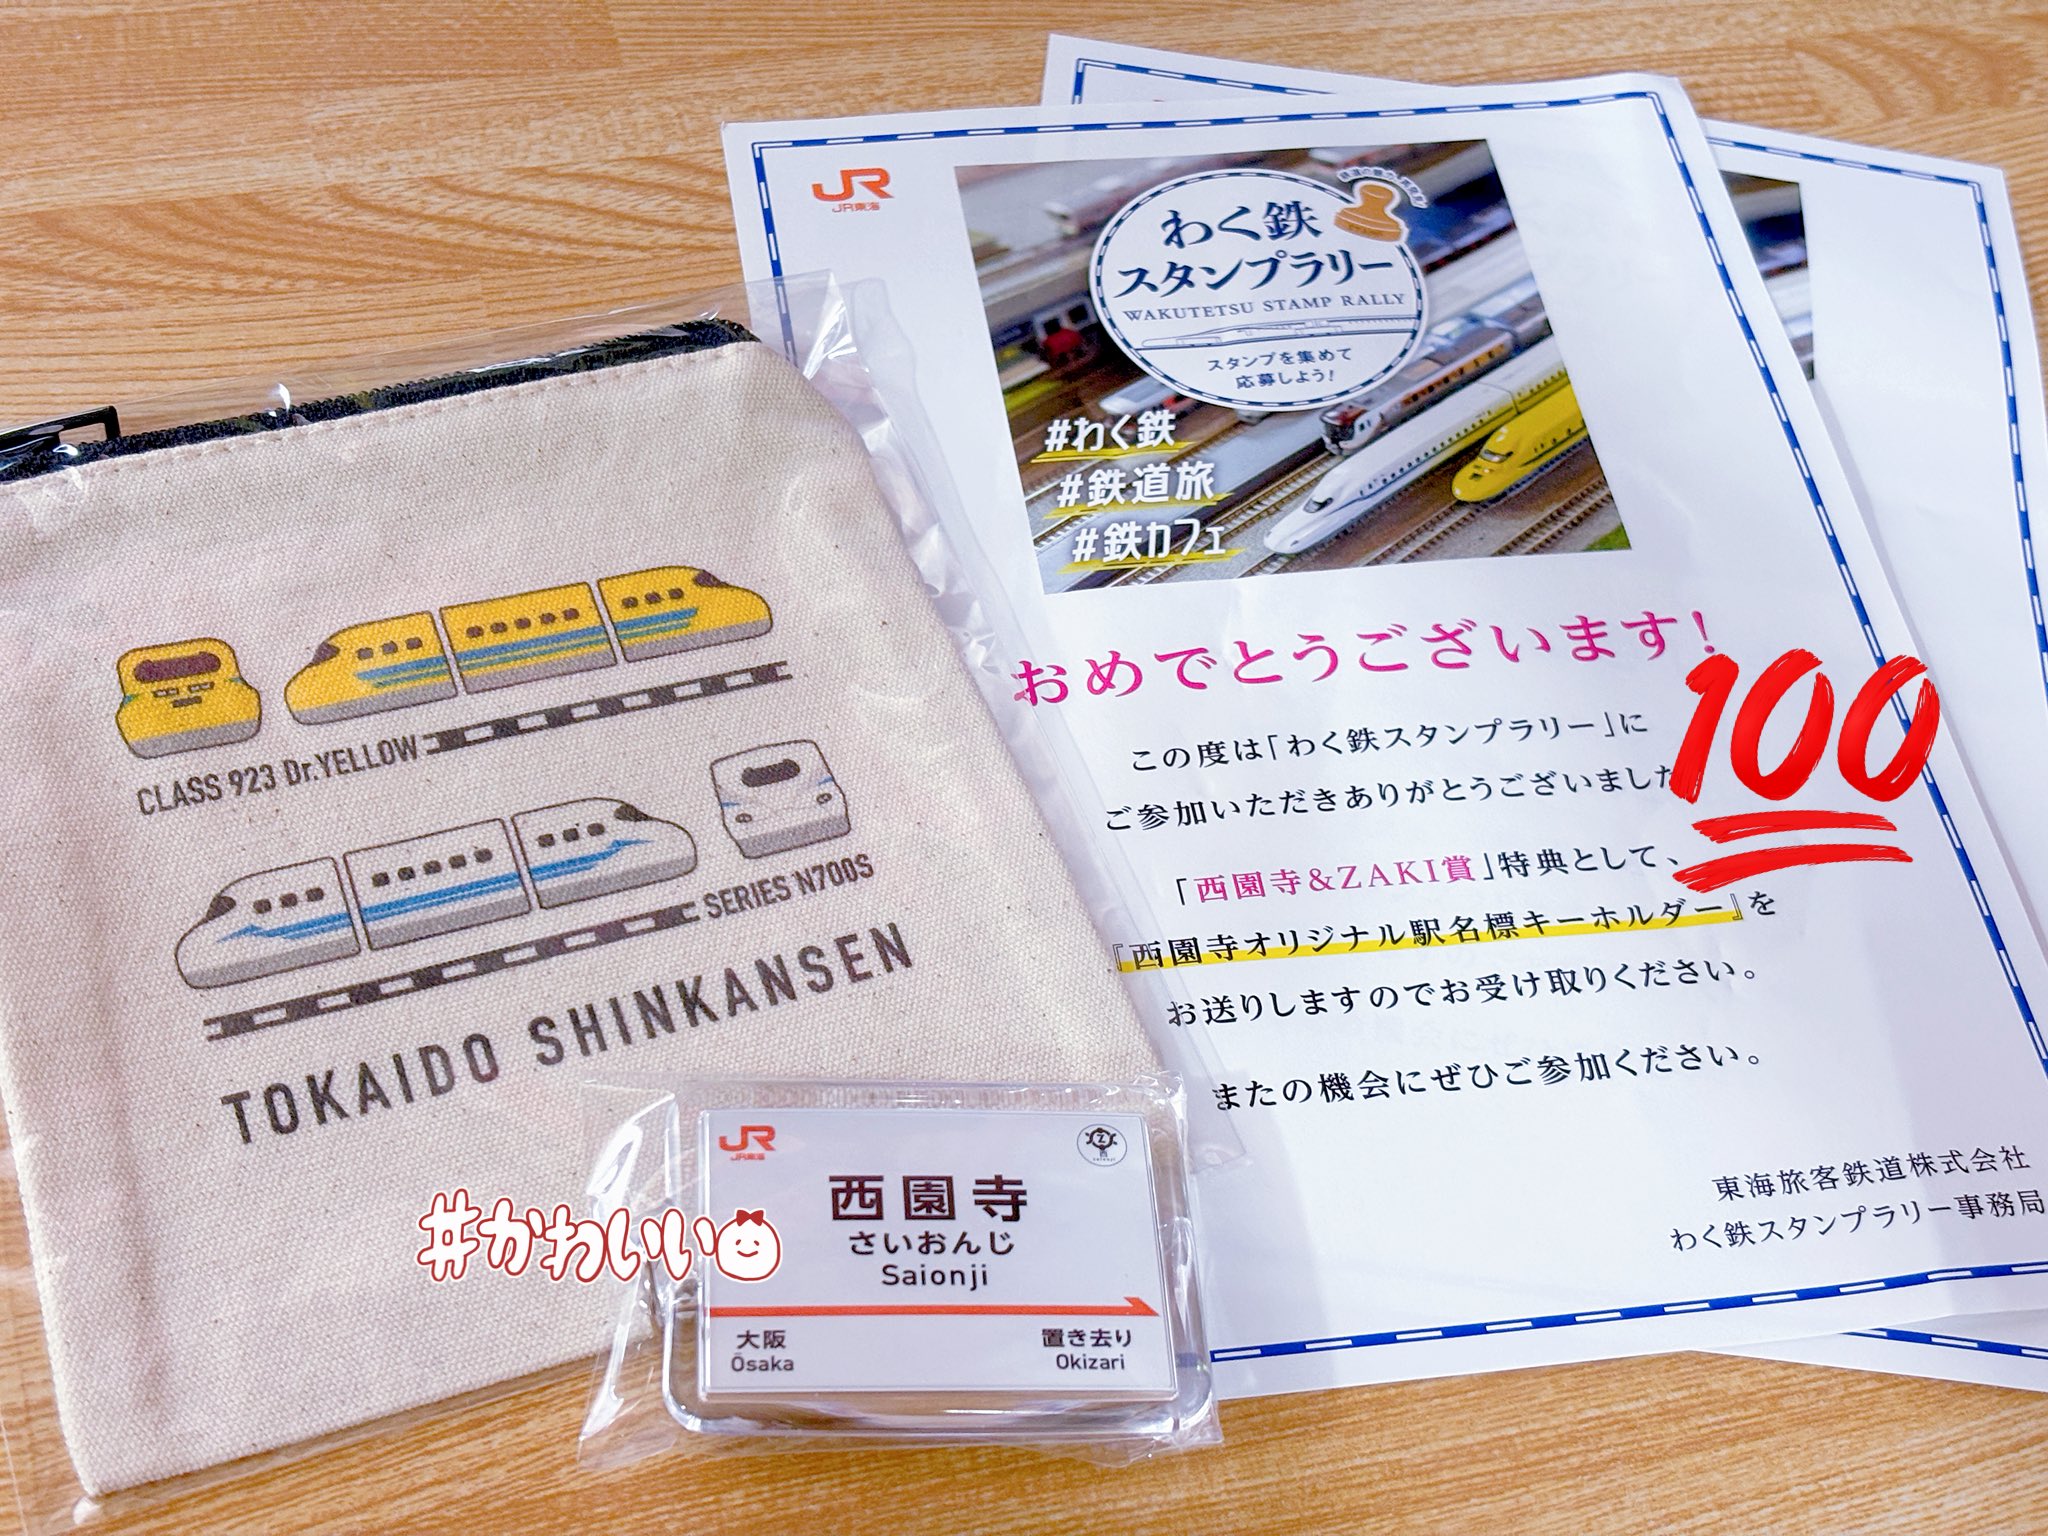 CLASS 923 Dr.YELLOW
SERIES N700S
TOKAIDO SHINKANSEN
JR
JR東海
わく鉄
スタンプラリー
WAKUTETSU STAMP RALLY
スタンプを集めて
応募しよう!
#わく鉄
#鉄道旅
#鉄カフェ
おめでとうございます!
100
この度は「わく鉄スタンプラリー」に
ご参加いただきありがとうございました
「西園寺&ZAKI賞」特典として、
『西園寺オリジナル駅名標キーホルダー』を
お送りしますのでお受け取りください。
またの機会にぜひご参加ください。
東海旅客鉄道株式会社
わく鉄スタンプラリー事務局
#かわいい
JR
JR東海
西園寺
さいおんじ
Saionji
大阪
Ōsaka
置き去り
Okizari